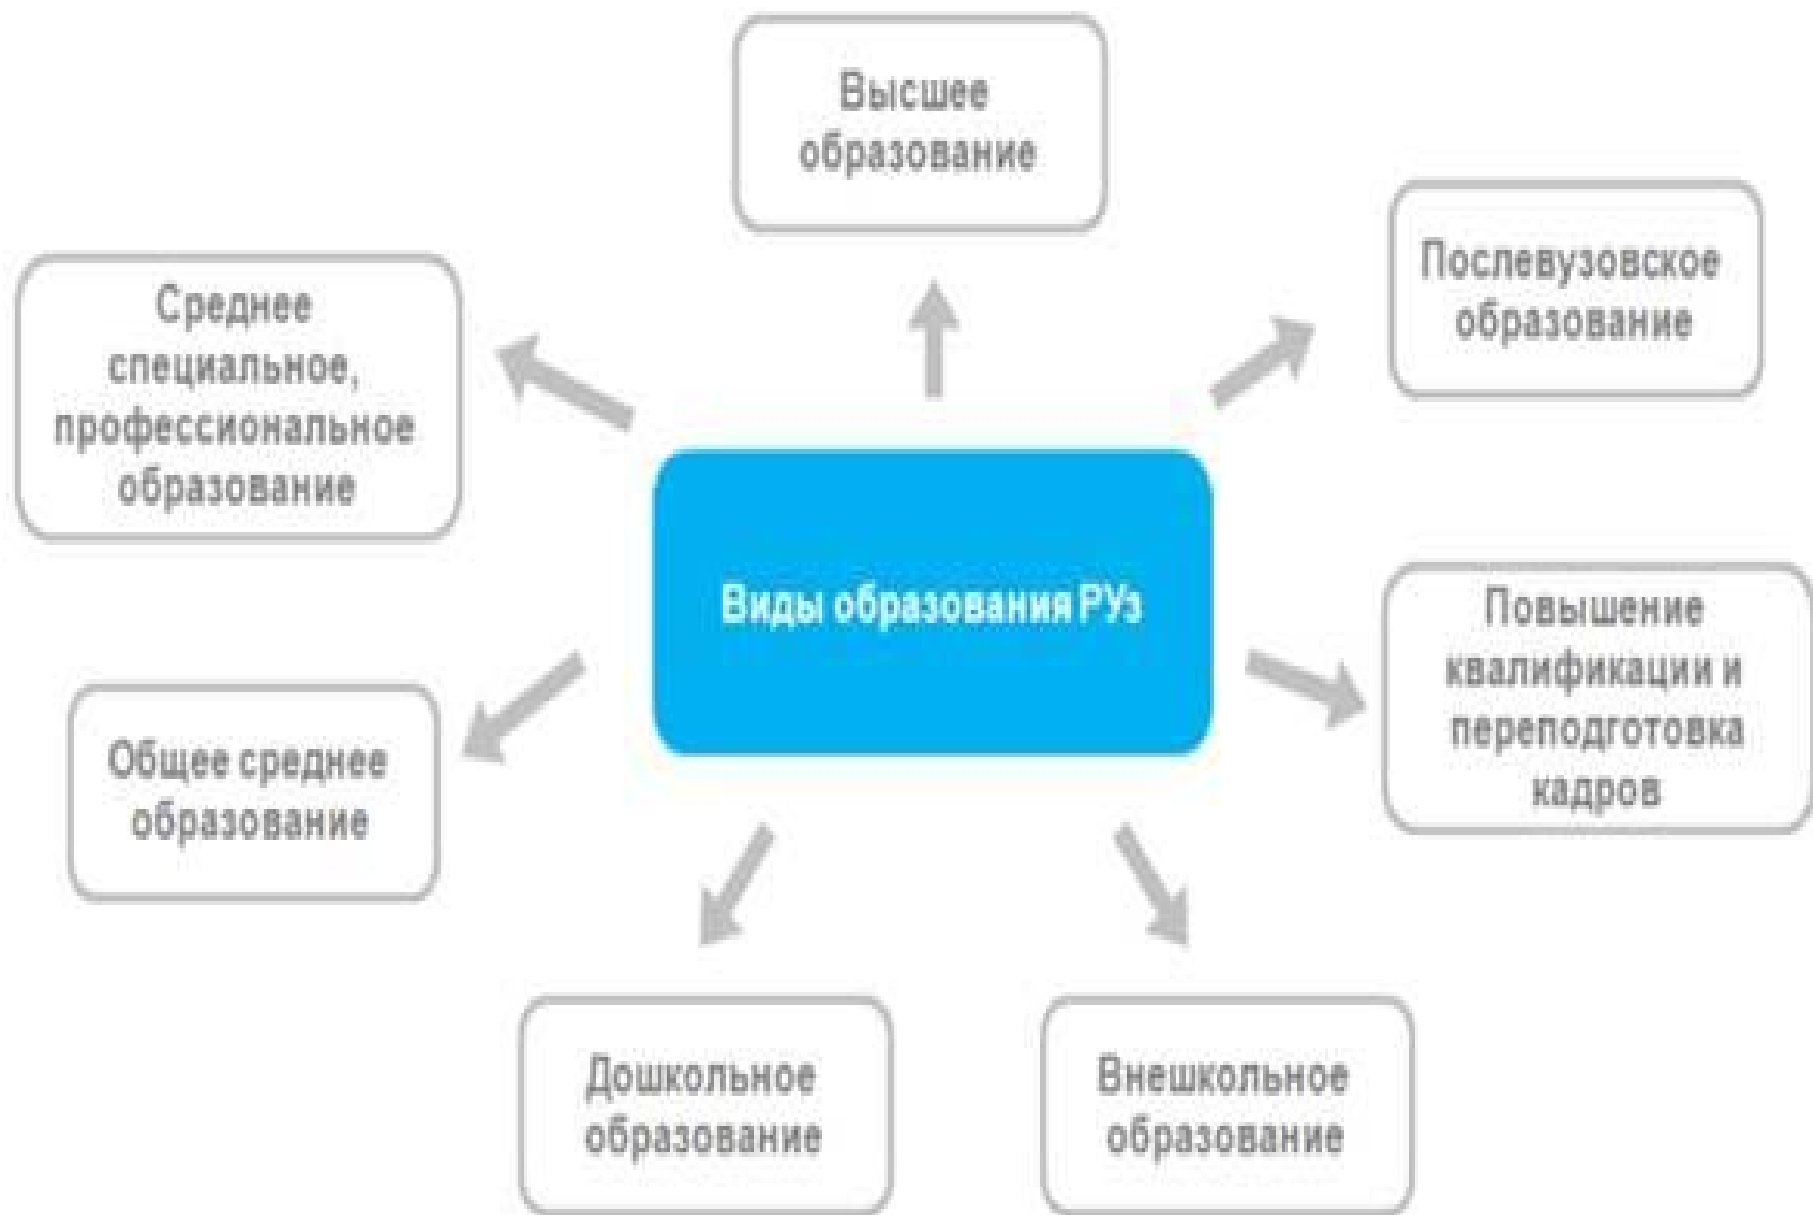 Высшее
образование
Послевузовское
образование
Среднее
специальное,
профессиональное
образование
Виды образования РУз
Повышение
квалификации и
переподготовка
кадров
Общее среднее
образование
Дошкольное
образование
Внешкольное
образование